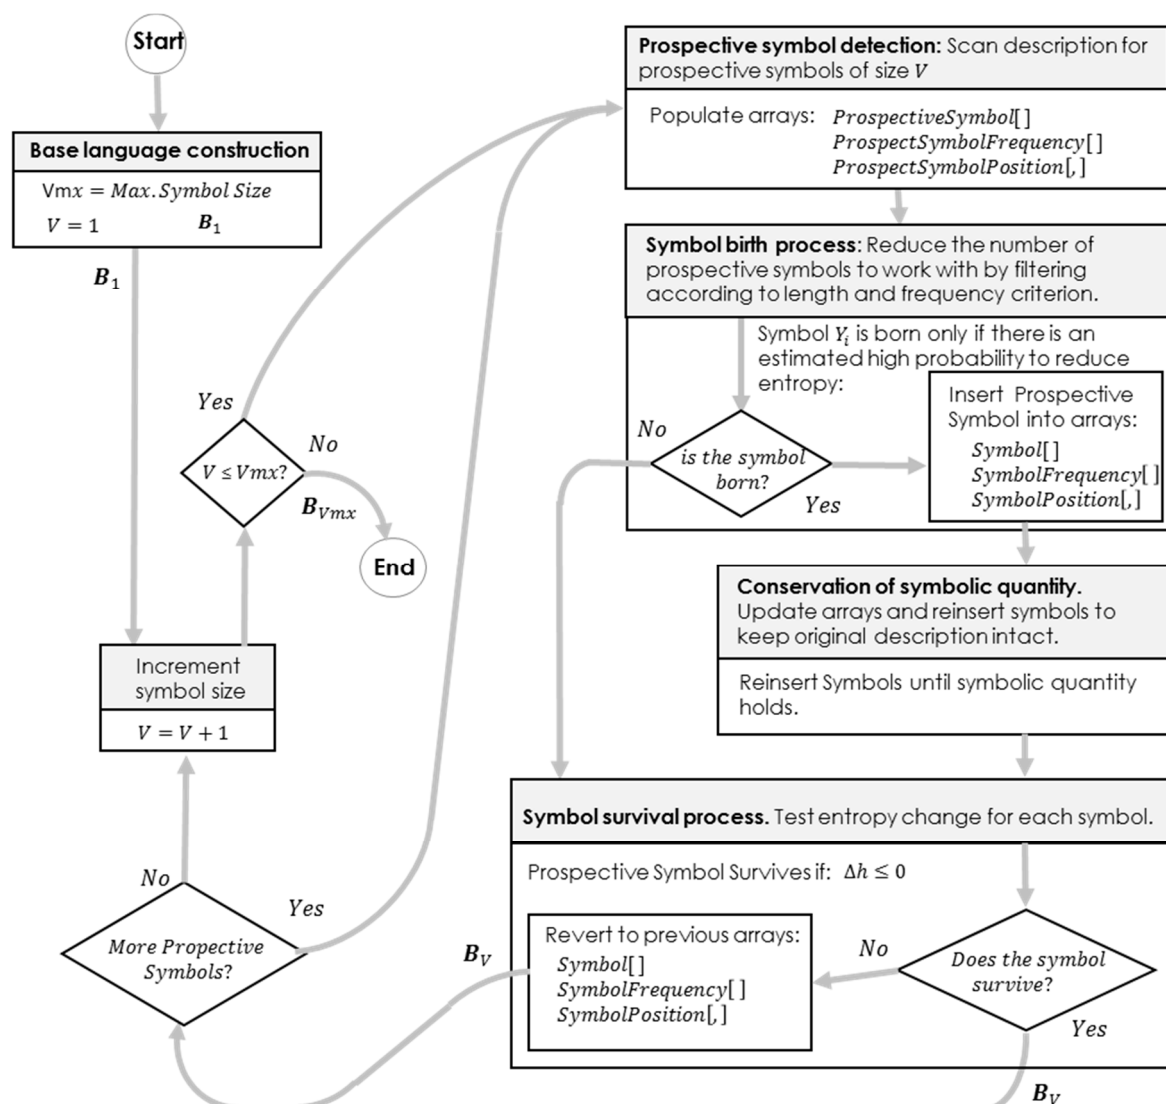 Start
Base language construction
Vmx = Max. Symbol Size
V = 1 B₁
B₁
Yes
No
V ≤ Vmx?
B_Vmx
End
Increment
symbol size
V = V + 1
No
Yes
More Propective
Symbols?
Prospective symbol detection: Scan description for
prospective symbols of size V
Populate arrays: ProspectiveSymbol[ ]
ProspectSymbolFrequency[ ]
ProspectSymbolPosition[,]
Symbol birth process: Reduce the number of
prospective symbols to work with by filtering
according to length and frequency criterion.
Symbol Yᵢ is born only if there is an
estimated high probability to reduce
entropy:
No
is the symbol
born?
Yes
Insert Prospective
Symbol into arrays:
Symbol[ ]
SymbolFrequency[ ]
SymbolPosition[,]
Conservation of symbolic quantity.
Update arrays and reinsert symbols to
keep original description intact.
Reinsert Symbols until symbolic quantity
holds.
Symbol survival process. Test entropy change for each symbol.
Prospective Symbol Survives if: Δh ≤ 0
Revert to previous arrays:
Symbol[ ]
SymbolFrequency[ ]
SymbolPosition[,]
No
Does the symbol
survive?
Yes
B_V
B_V